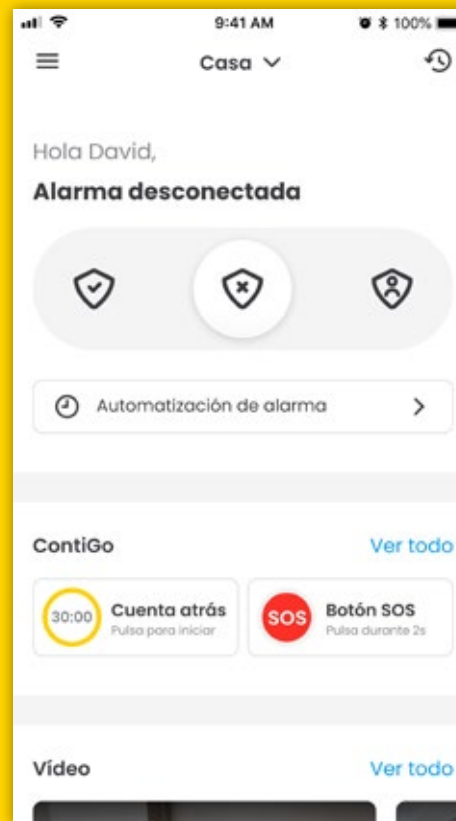 9:41 AM
100%
Casa
Hola David,
Alarma desconectada
Automatización de alarma
ContiGo
Ver todo
30:00
Cuenta atrás
Pulsa para iniciar
SOS
Botón SOS
Pulsa durante 2s
Vídeo
Ver todo